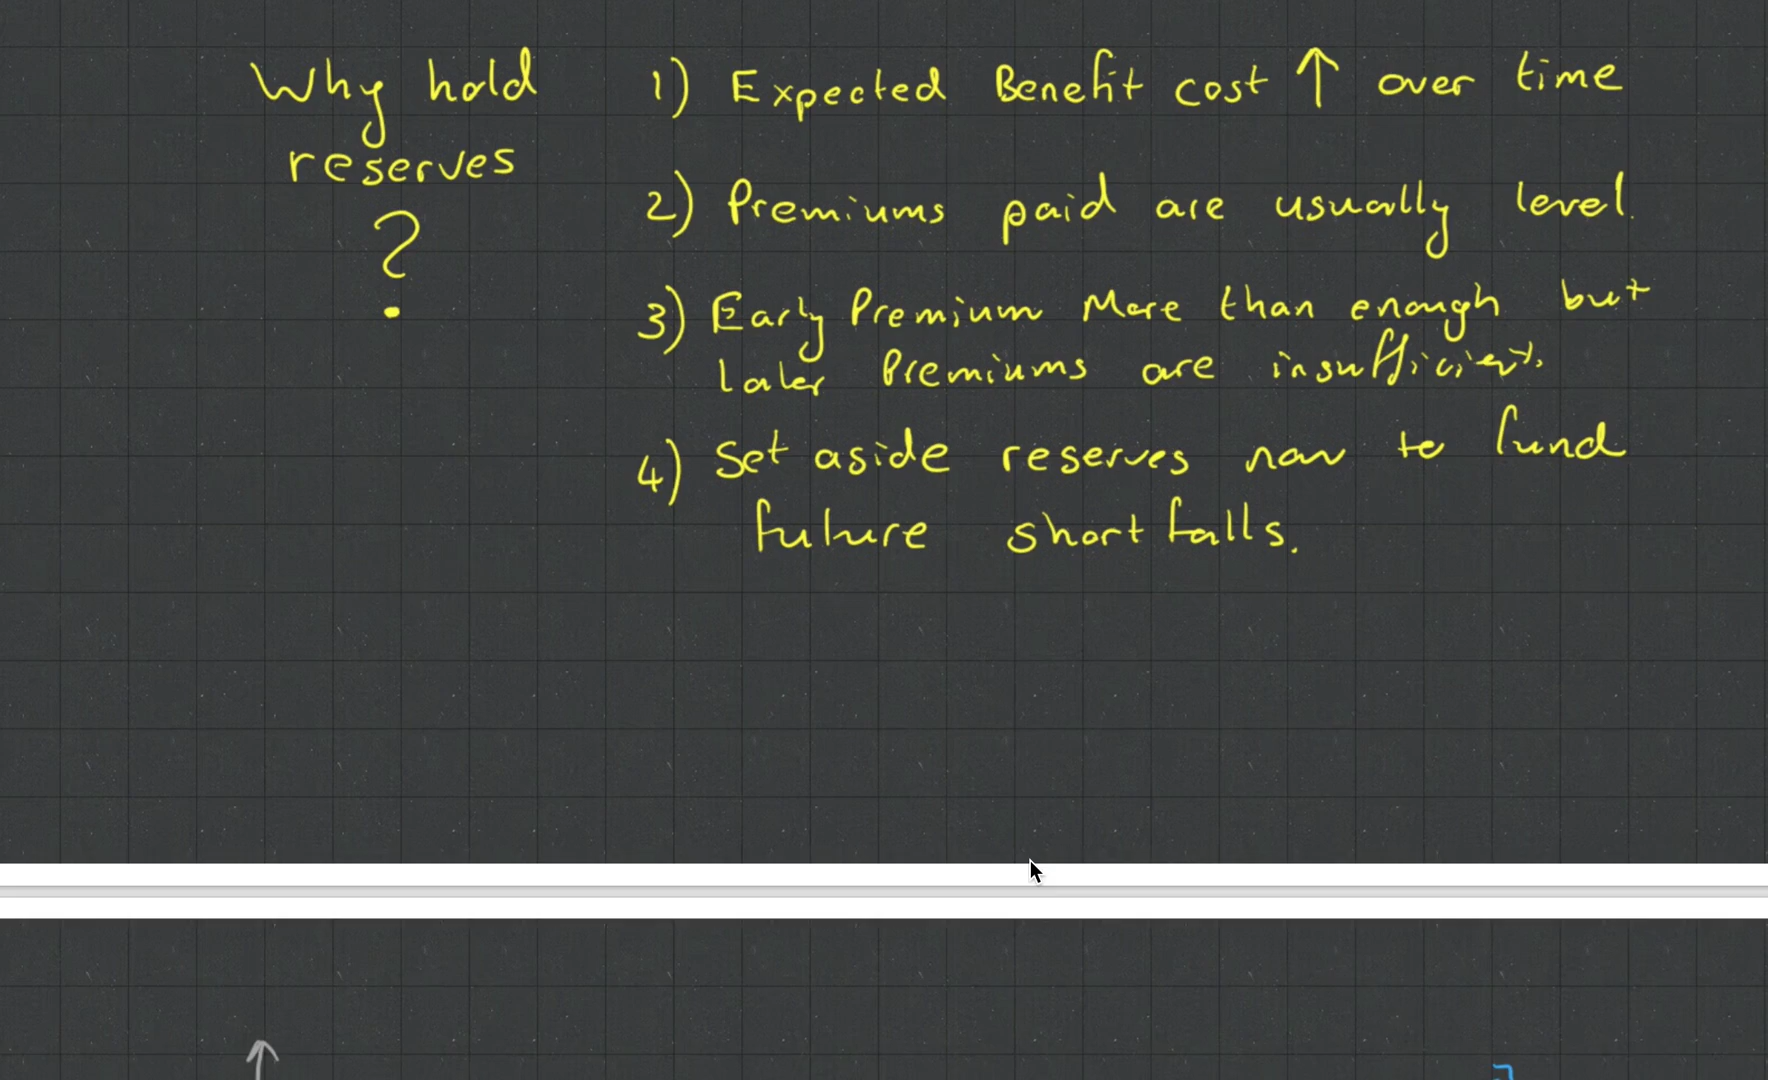 Why hold
reserves
?
1) Expected Benefit cost ↑ over time
2) Premiums paid are usually level.
3) Early Premium More than enough but
later Premiums are insufficient.
4) Set aside reserves now to fund
future shortfalls.